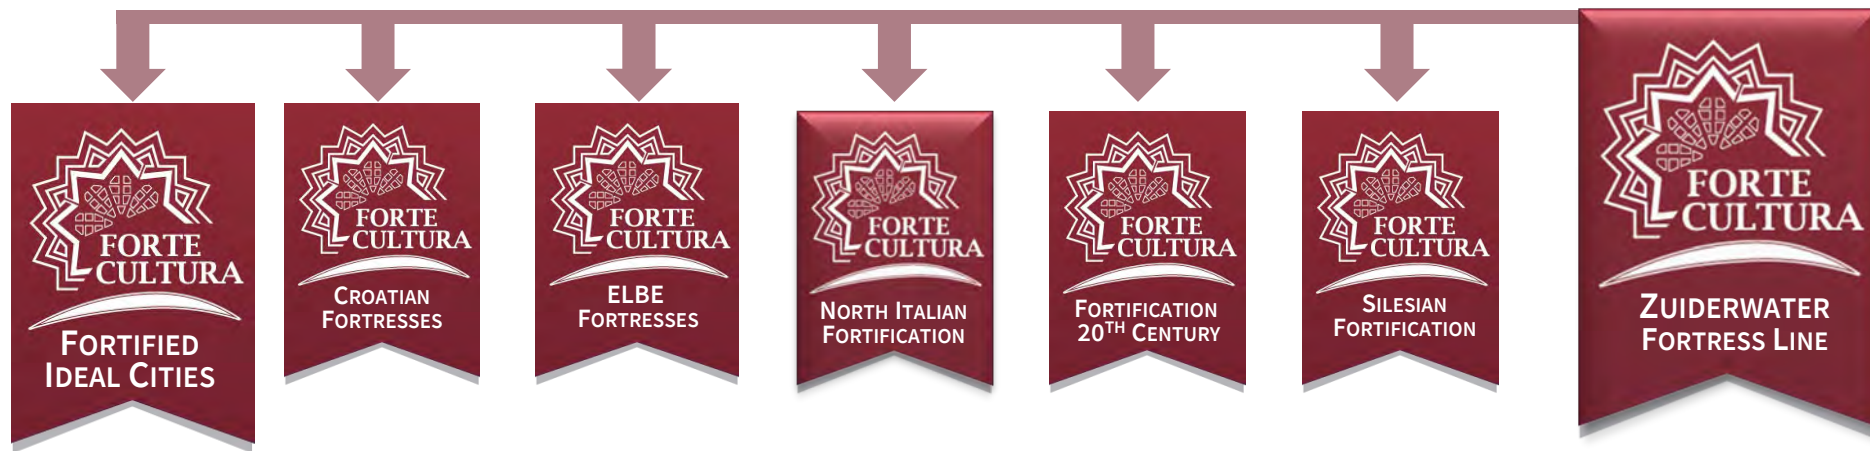 FORTE
CULTURA
FORTIFIED
IDEAL CITIES
FORTE
CULTURA
CROATIAN
FORTRESSES
FORTE
CULTURA
ELBE
FORTRESSES
FORTE
CULTURA
NORTH ITALIAN
FORTIFICATION
FORTE
CULTURA
FORTIFICATION
20TH CENTURY
FORTE
CULTURA
SILESIAN
FORTIFICATION
FORTE
CULTURA
ZUIDERWATER
FORTRESS LINE